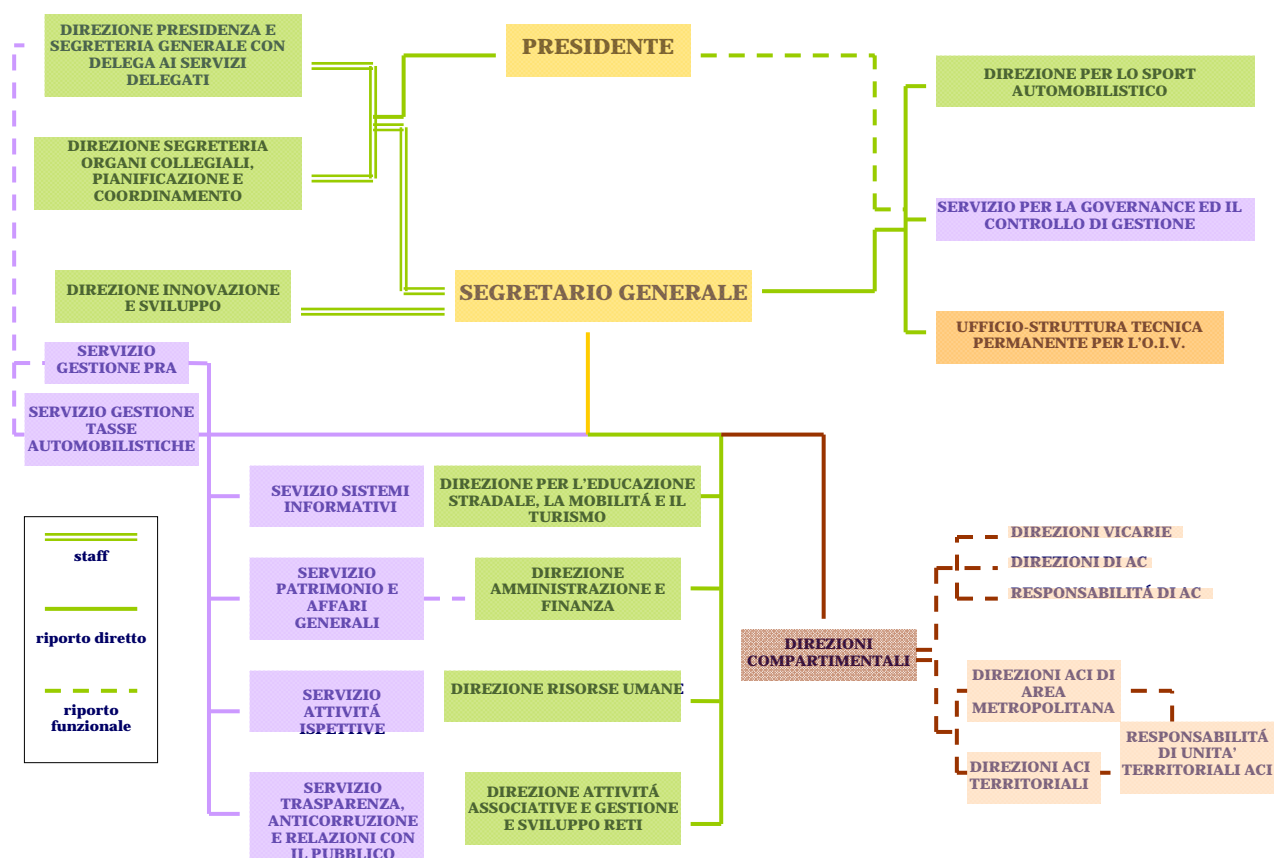 DIREZIONE PRESIDENZA E
SEGRETERIA GENERALE CON
DELEGA AI SERVIZI
DELEGATI
PRESIDENTE
DIREZIONE PER LO SPORT
AUTOMOBILISTICO
DIREZIONE SEGRETERIA
ORGANI COLLEGIALI,
PIANIFICAZIONE E
COORDINAMENTO
SERVIZIO PER LA GOVERNANCE ED IL
CONTROLLO DI GESTIONE
DIREZIONE INNOVAZIONE
E SVILUPPO
SEGRETARIO GENERALE
UFFICIO-STRUTTURA TECNICA
PERMANENTE PER L'O.I.V.
SERVIZIO
GESTIONE PRA
SERVIZIO GESTIONE
TASSE
AUTOMOBILISTICHE
SEVIZIO SISTEMI
INFORMATIVI
DIREZIONE PER L'EDUCAZIONE
STRADALE, LA MOBILITÁ E IL
TURISMO
staff
riporto diretto
riporto
funzionale
SERVIZIO
PATRIMONIO E
AFFARI
GENERALI
DIREZIONE
AMMINISTRAZIONE E
FINANZA
DIREZIONI VICARIE
DIREZIONI DI AC
RESPONSABILITÁ DI AC
DIREZIONI
COMPARTIMENTALI
SERVIZIO
ATTIVITÁ
ISPETTIVE
DIREZIONE RISORSE UMANE
DIREZIONI ACI DI
AREA
METROPOLITANA
DIREZIONI ACI
TERRITORIALI
RESPONSABILITÁ
DI UNITA'
TERRITORIALI ACI
SERVIZIO
TRASPARENZA,
ANTICORRUZIONE
E RELAZIONI CON
IL PUBBLICO
DIREZIONE ATTIVITÁ
ASSOCIATIVE E GESTIONE
E SVILUPPO RETI